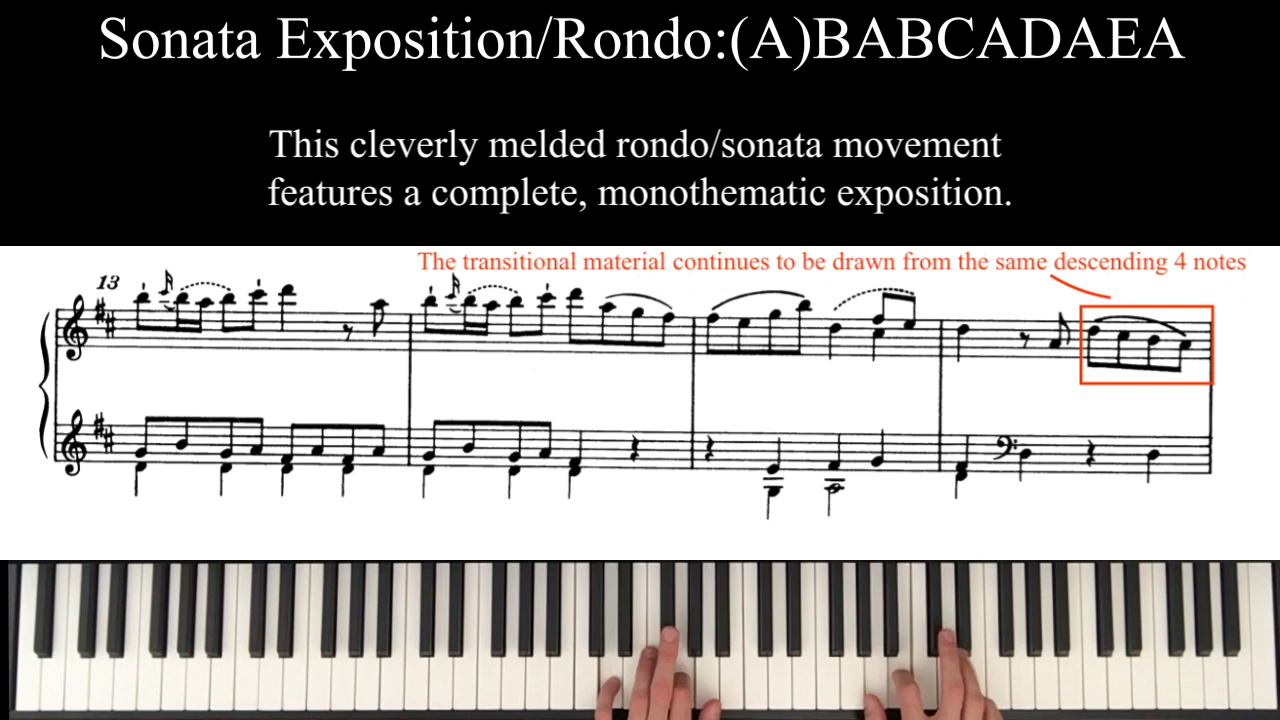 Sonata Exposition/Rondo:(A)BABCADAEA
This cleverly melded rondo/sonata movement
features a complete, monothematic exposition.
The transitional material continues to be drawn from the same descending 4 notes
13